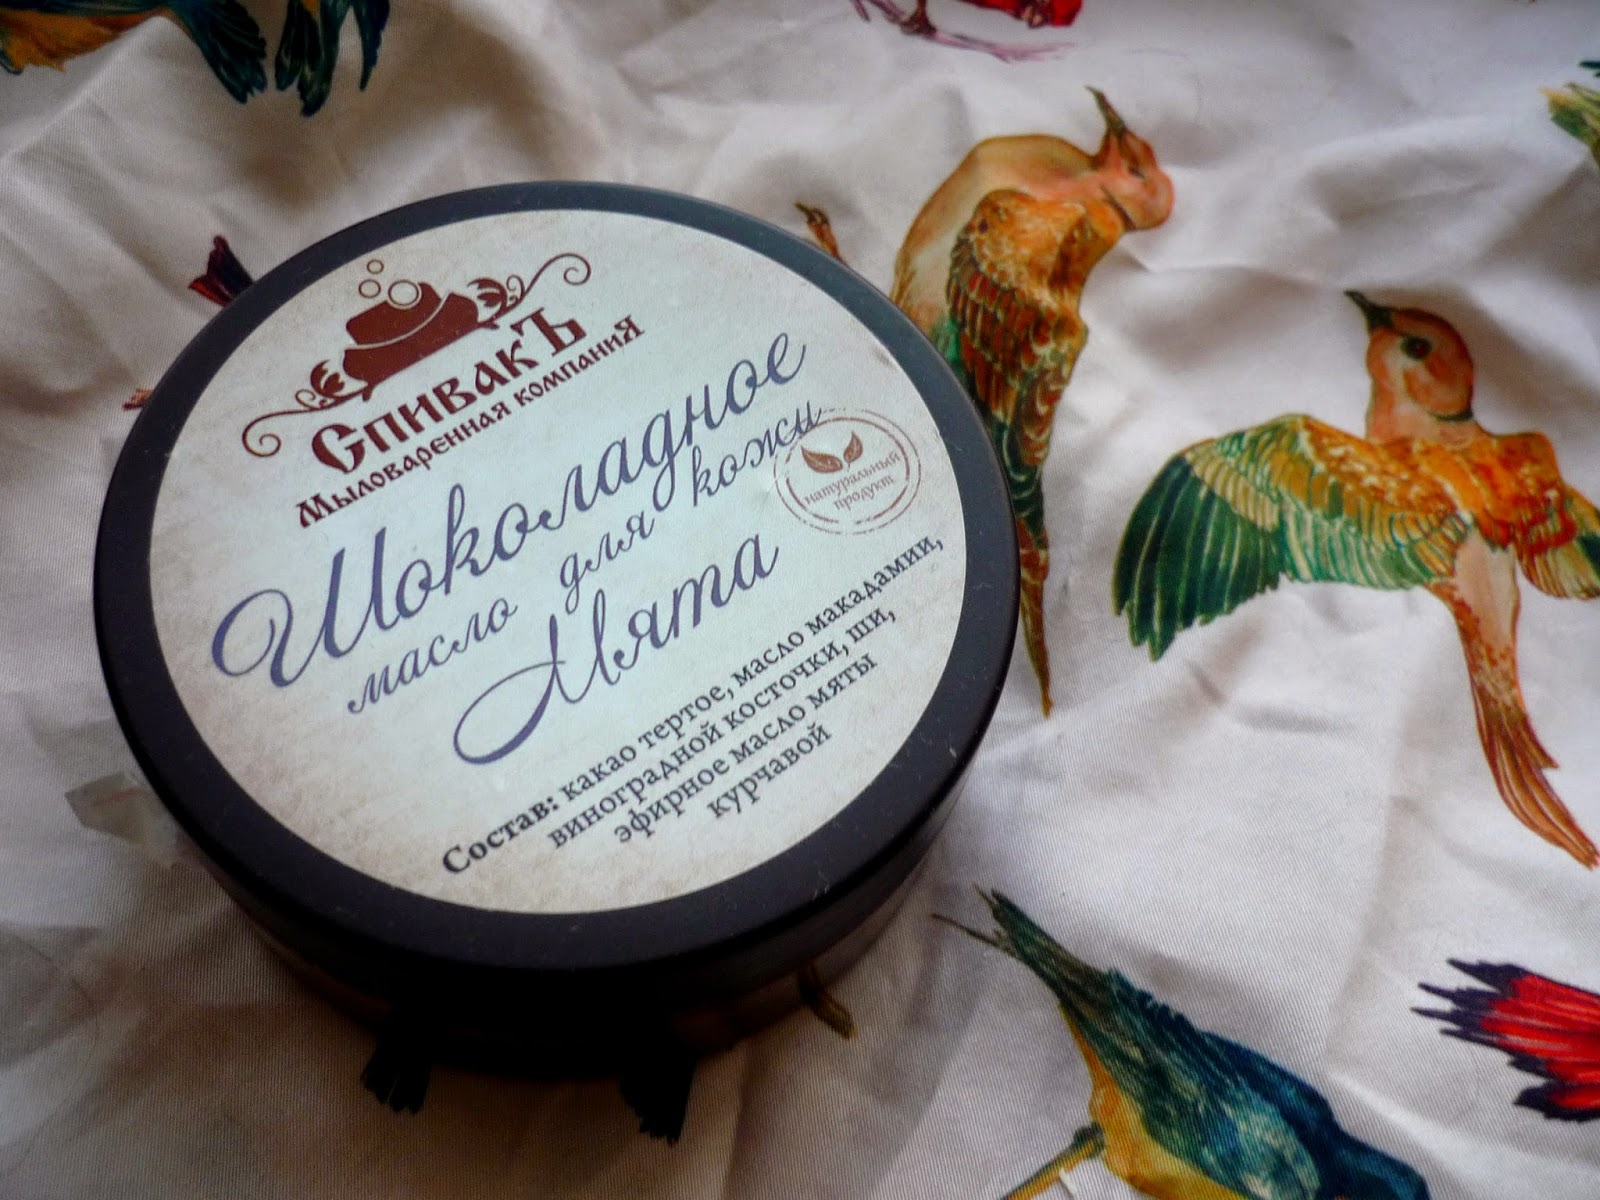 СпивакЪ
Мыловаренная компаниЯ
Шоколадное
масло для кожи
Мята
натуральный
продукт
Состав: какао тертое, масло макадамии,
виноградной косточки, ши,
эфирное масло мяты
курчавой